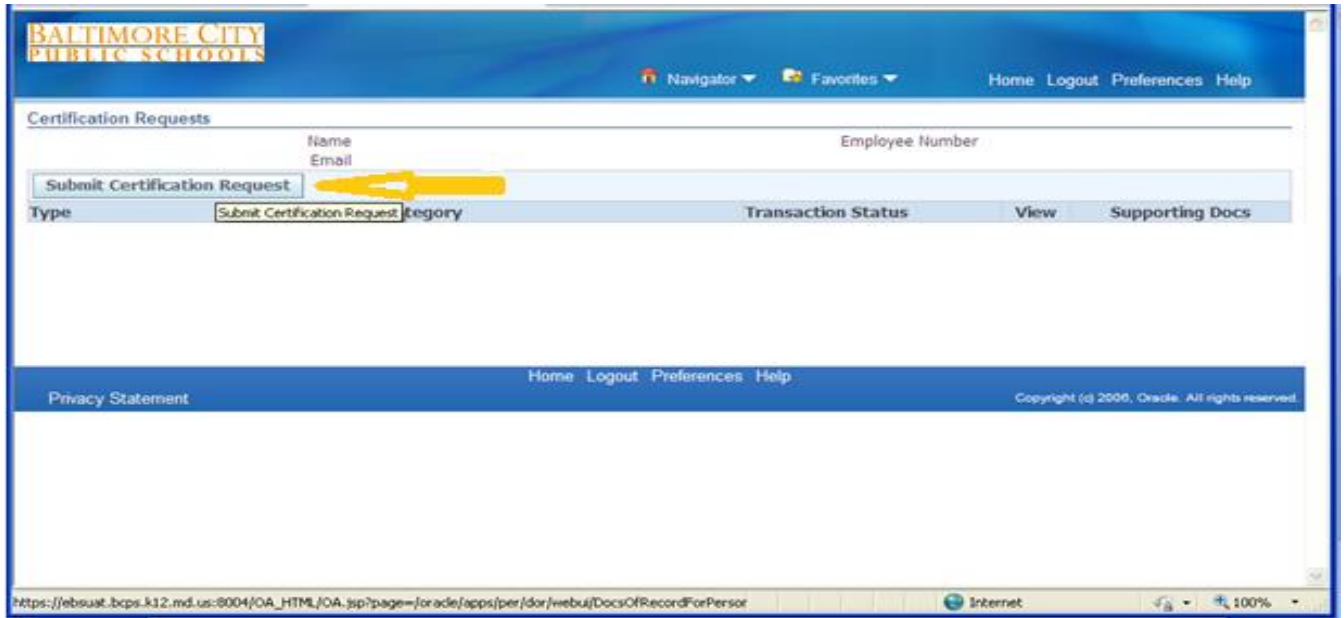 BALTIMORE CITY
PUBLIC SCHOOLS
Navigator Favorites Home Logout Preferences Help
Certification Requests
Name Employee Number
Email
Submit Certification Request
Type Submit Certification Request tegory Transaction Status View Supporting Docs
Home Logout Preferences Help
Privacy Statement Copyright (c) 2006, Oracle. All rights reserved.
https://ebsuat.bcps.k12.md.us:8004/OA_HTML/OA.jsp?page=/oracle/apps/per/dor/webui/DocsOfRecordForPersor Internet 100%